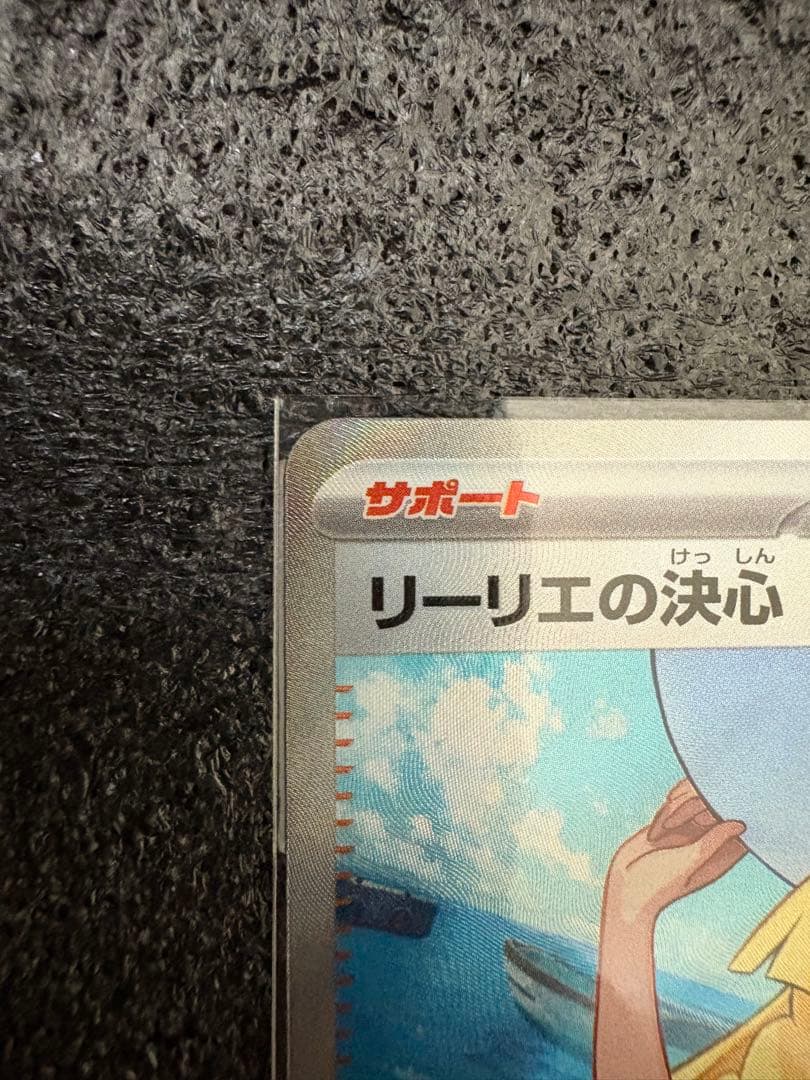 サポート
けっ しん
リーリエの決心